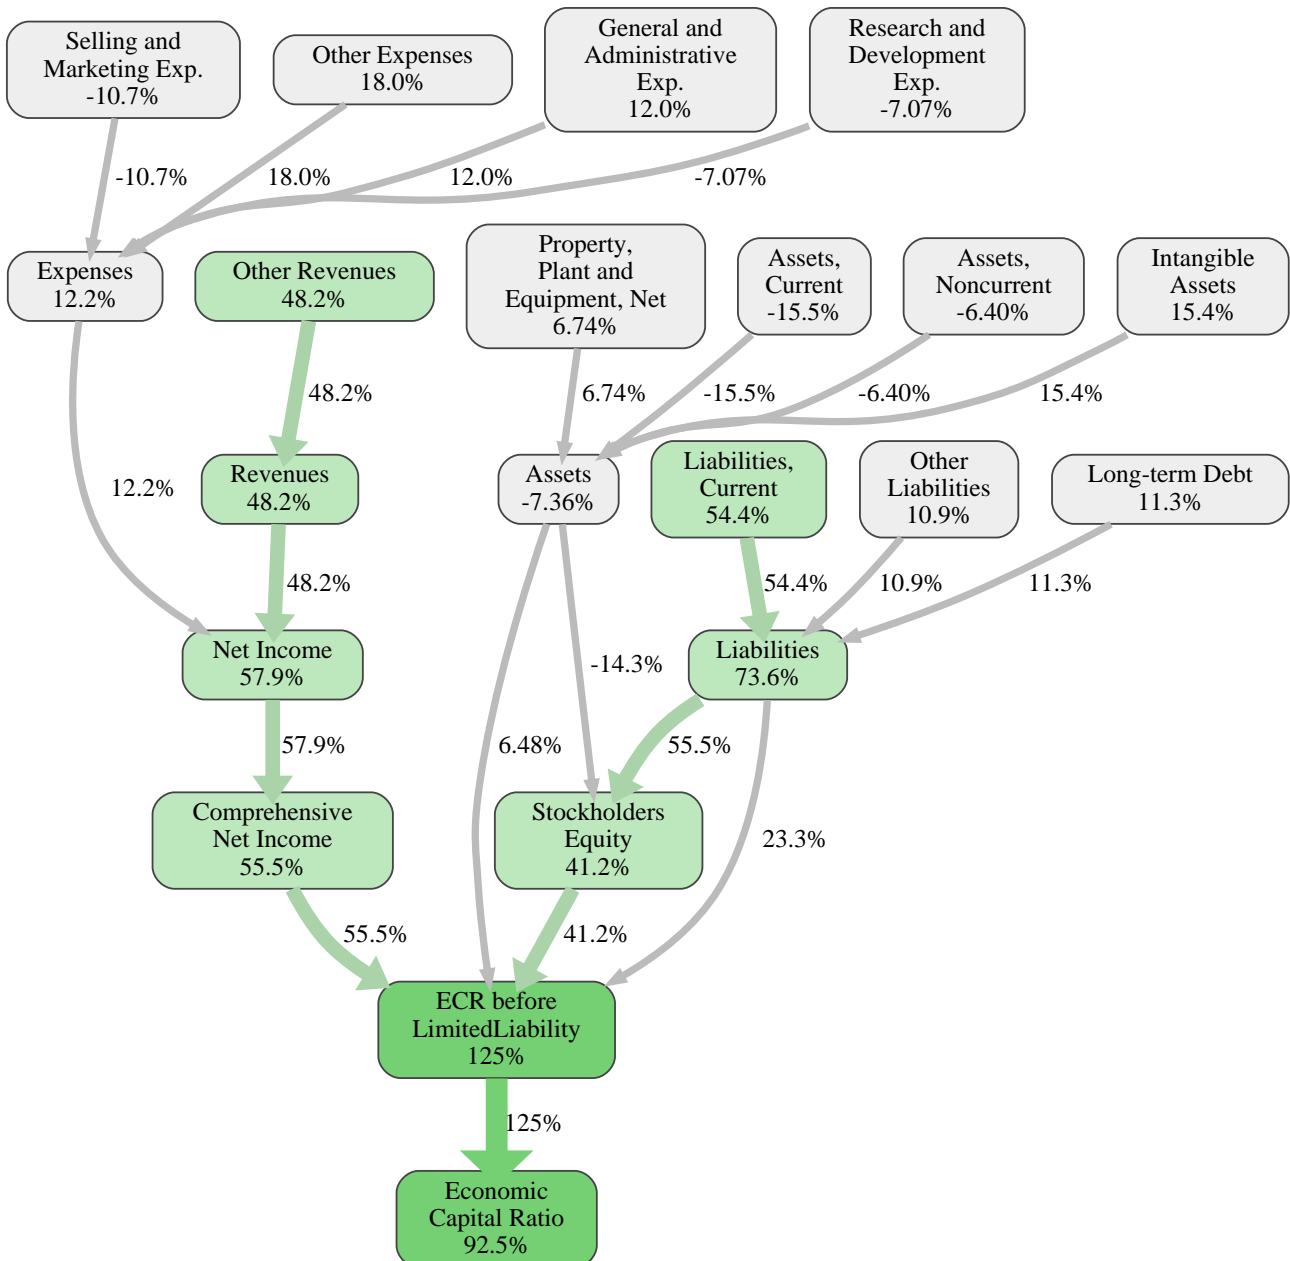 Selling and
Marketing Exp.
-10.7%
Other Expenses
18.0%
General and
Administrative
Exp.
12.0%
Research and
Development
Exp.
-7.07%
-10.7%
18.0%
12.0%
-7.07%
Expenses
12.2%
Other Revenues
48.2%
Property,
Plant and
Equipment, Net
6.74%
Assets,
Current
-15.5%
Assets,
Noncurrent
-6.40%
Intangible
Assets
15.4%
48.2%
6.74%
-15.5%
-6.40%
15.4%
12.2%
Revenues
48.2%
Assets
-7.36%
Liabilities,
Current
54.4%
Other
Liabilities
10.9%
Long-term Debt
11.3%
48.2%
54.4%
10.9%
11.3%
Net Income
57.9%
-14.3%
Liabilities
73.6%
57.9%
6.48%
55.5%
Comprehensive
Net Income
55.5%
Stockholders
Equity
41.2%
23.3%
55.5%
41.2%
ECR before
LimitedLiability
125%
125%
Economic
Capital Ratio
92.5%